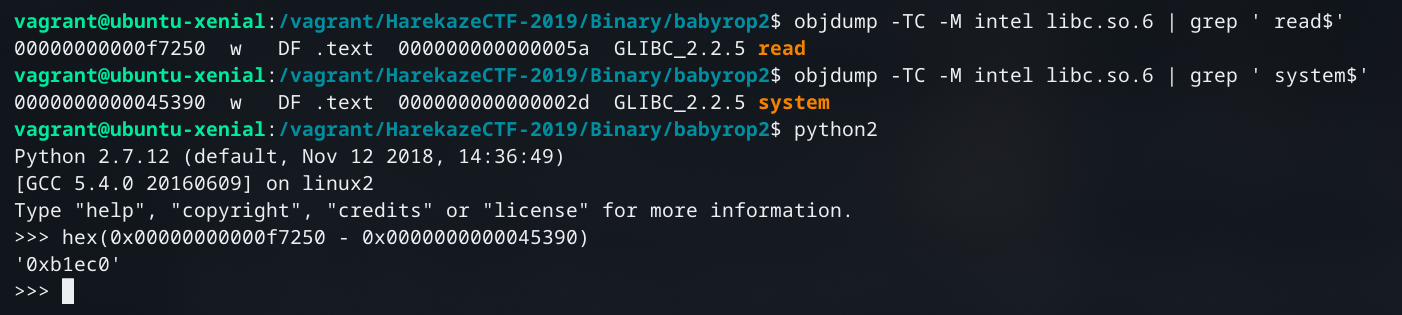 vagrant@ubuntu-xenial:/vagrant/HarekazeCTF-2019/Binary/babyrop2$ objdump -TC -M intel libc.so.6 | grep ' read$'
00000000000f7250  w   DF .text  000000000000005a  GLIBC_2.2.5 read
vagrant@ubuntu-xenial:/vagrant/HarekazeCTF-2019/Binary/babyrop2$ objdump -TC -M intel libc.so.6 | grep ' system$'
0000000000045390  w   DF .text  000000000000002d  GLIBC_2.2.5 system
vagrant@ubuntu-xenial:/vagrant/HarekazeCTF-2019/Binary/babyrop2$ python2
Python 2.7.12 (default, Nov 12 2018, 14:36:49)
[GCC 5.4.0 20160609] on linux2
Type "help", "copyright", "credits" or "license" for more information.
>>> hex(0x00000000000f7250 - 0x0000000000045390)
'0xb1ec0'
>>>